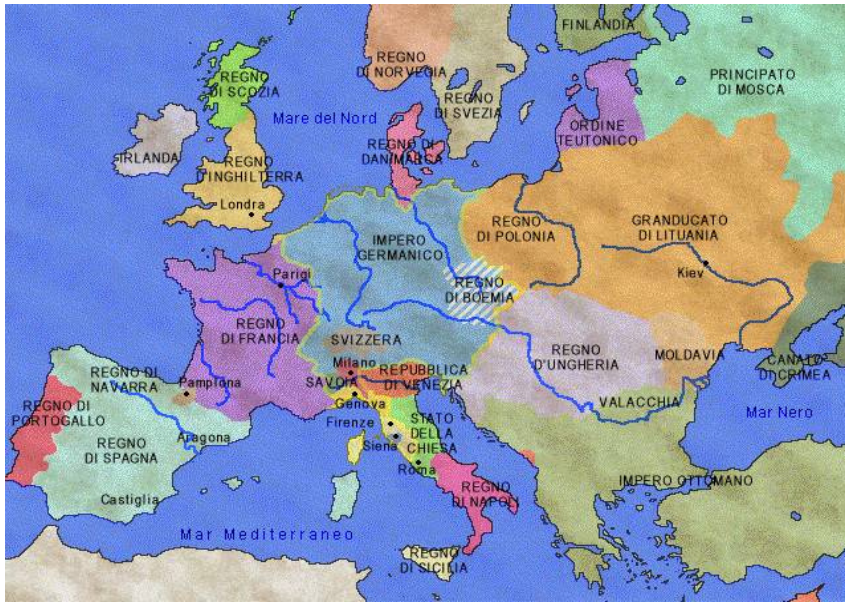 FINLANDIA
REGNO
DI NORVEGIA
REGNO
DI SCOZIA
PRINCIPATO
DI MOSCA
REGNO
DI SVEZIA
Mare del Nord
ORDINE
TEUTONICO
REGNO DI
DANIMARCA
IRLANDA
REGNO
D'INGHILTERRA
Londra
IMPERO
GERMANICO
REGNO
DI POLONIA
GRANDUCATO
DI LITUANIA
Kiev
Parigi
REGNO
DI BOEMIA
REGNO
DI FRANCIA
SVIZZERA
REGNO
D'UNGHERIA
MOLDAVIA
CANATO
DI CRIMEA
Milano
REPUBBLICA
DI VENEZIA
SAVOIA
REGNO DI
NAVARRA
Pamplona
Genova
VALACCHIA
Mar Nero
REGNO DI
PORTOGALLO
Firenze
STATO
DELLA
CHIESA
Siena
Aragona
REGNO
DI SPAGNA
Roma
IMPERO OTTOMANO
Castiglia
REGNO
DI NAPOLI
Mar Mediterraneo
REGNO
DI SICILIA